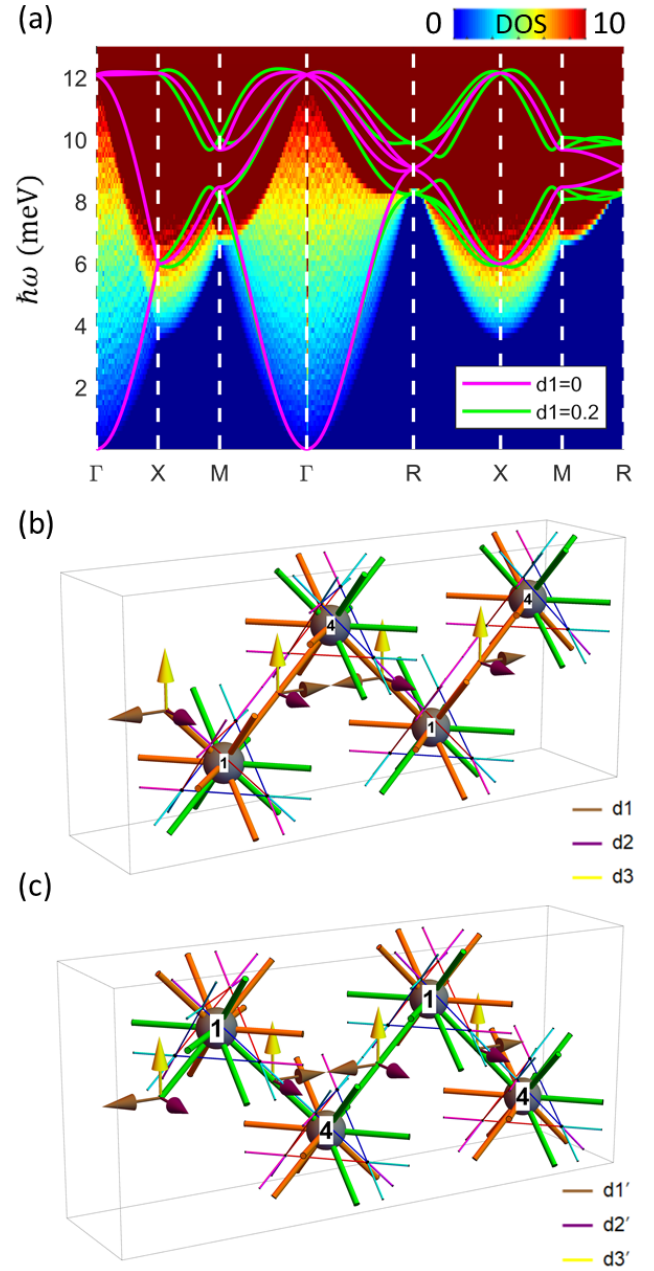 (a)
0 DOS 10
12
10
8
6
4
2
ħω (meV)
d1=0
d1=0.2
Γ X M Γ R X M R
(b)
4
4
1
1
d1
d2
d3
(c)
1
1
4
4
d1′
d2′
d3′